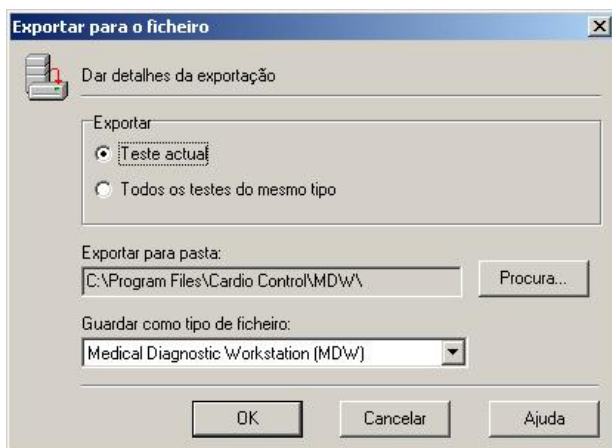 Exportar para o ficheiro
Dar detalhes da exportação
Exportar
Teste actual
Todos os testes do mesmo tipo
Exportar para pasta:
C:\Program Files\Cardio Control\MDW\
Procura...
Guardar como tipo de ficheiro:
Medical Diagnostic Workstation (MDW)
OK
Cancelar
Ajuda